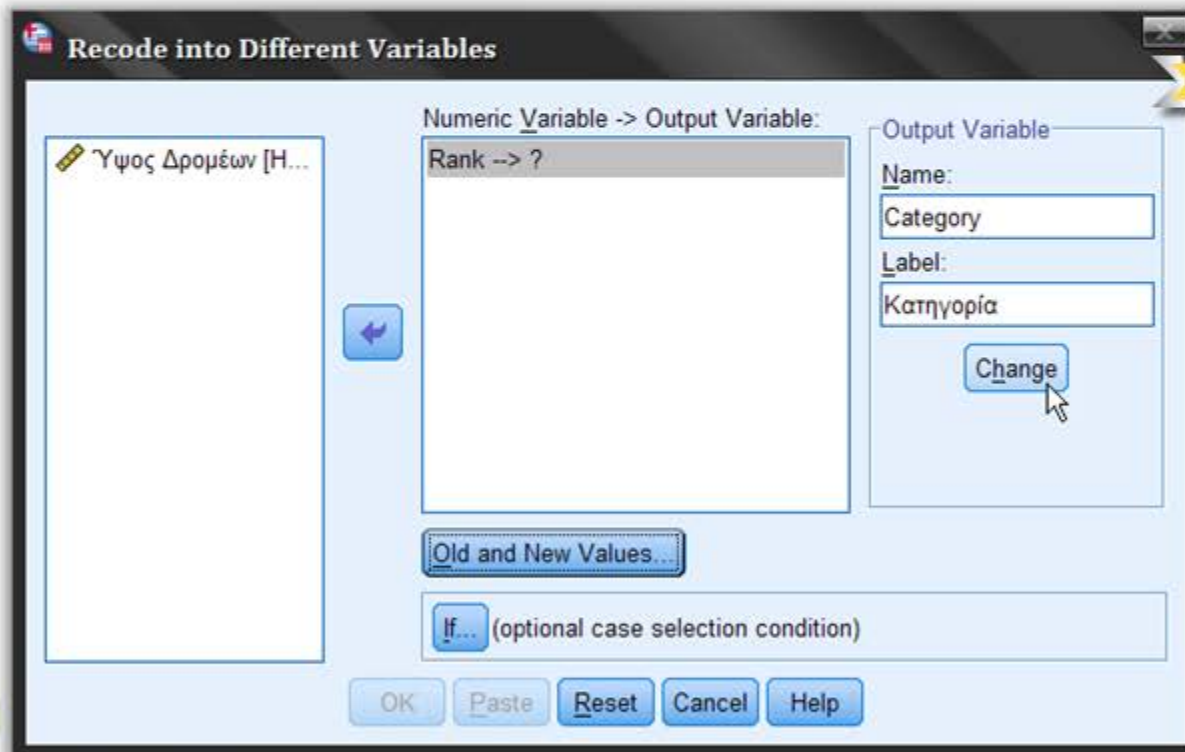 Recode into Different Variables
Ύψος Δρομέων [H...
Numeric Variable -> Output Variable:
Rank --> ?
Output Variable
Name:
Category
Label:
Κατηγορία
Change
Old and New Values...
If... (optional case selection condition)
OK Paste Reset Cancel Help